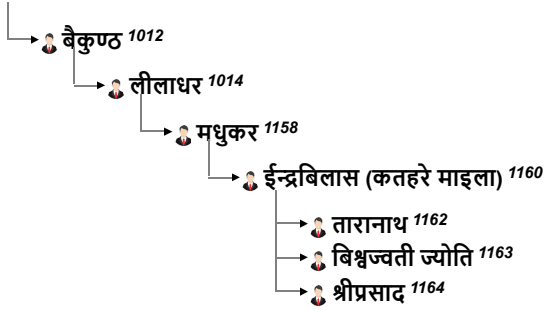 बैकुण्ठ 1012
लीलाधर 1014
मधुकर 1158
ईन्द्रबिलास (कतहरे माइला) 1160
तारानाथ 1162
बिश्वज्वती ज्योति 1163
श्रीप्रसाद 1164